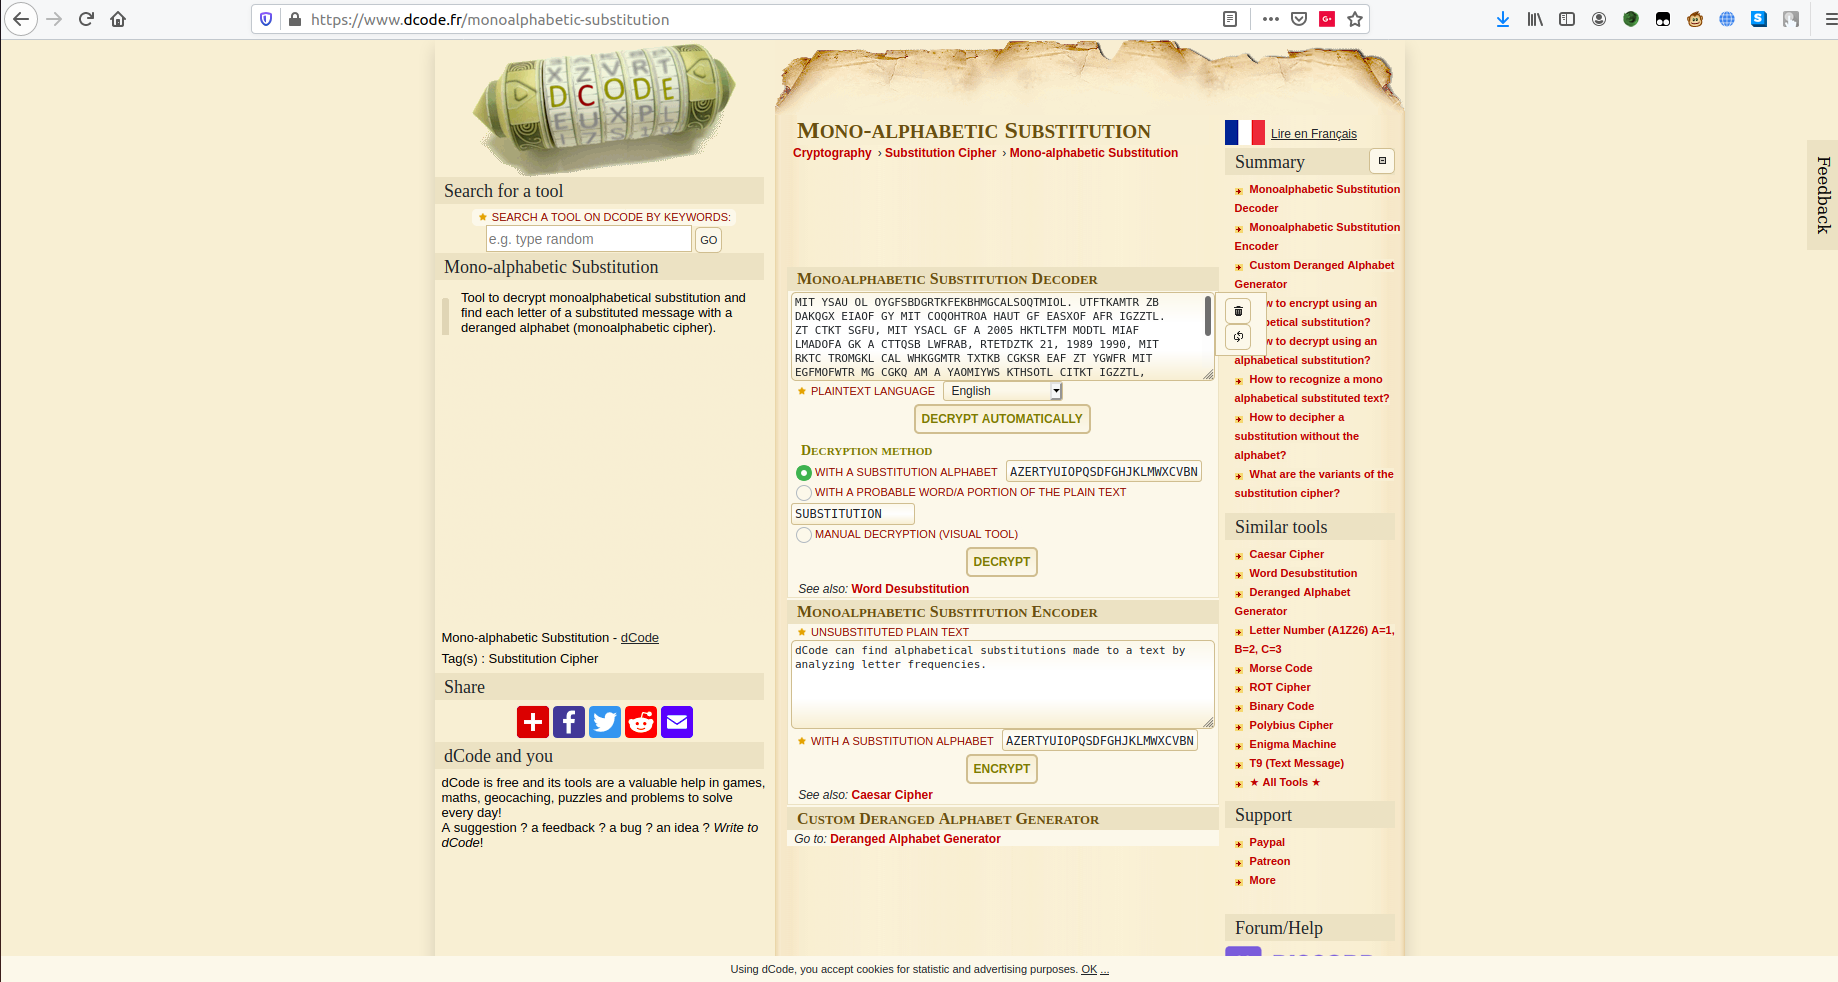 https://www.dcode.fr/monoalphabetic-substitution
DCODE
Search for a tool
SEARCH A TOOL ON DCODE BY KEYWORDS:
e.g. type random
GO
Mono-alphabetic Substitution
Tool to decrypt monoalphabetical substitution and
find each letter of a substituted message with a
deranged alphabet (monoalphabetic cipher).
Mono-alphabetic Substitution - dCode
Tag(s) : Substitution Cipher
Share
dCode and you
dCode is free and its tools are a valuable help in games,
maths, geocaching, puzzles and problems to solve
every day!
A suggestion ? a feedback ? a bug ? an idea ? Write to
dCode!
MONO-ALPHABETIC SUBSTITUTION
Cryptography › Substitution Cipher › Mono-alphabetic Substitution
MONOALPHABETIC SUBSTITUTION DECODER
MIT YSAU OL OYGFSBDGRTKFEKBHMGCALSOQTMIOL. UTFTKAMTR ZB
DAKQGX EIAOF GY MIT COQOHTROA HAUT GF EASXOF AFR IGZZTL.
ZT CTKT SGFU, MIT YSACL GF A 2005 HKTLTFM MODTL MIAF
LMADOFA GK A CTTQSB LWFRAB, RTETDZTK 21, 1989 1990, MIT
RKTC TROMGKL CAL WHKGGMTR TXTKB CGKSR EAF ZT YGWFR MIT
EGFMOFWTR MG CGKQ AM A YAOMIYWS KTHSOTL CITKT IGZZTL,
PLAINTEXT LANGUAGE English
DECRYPT AUTOMATICALLY
DECRYPTION METHOD
WITH A SUBSTITUTION ALPHABET AZERTYUIOPQSDFGHJKLMWXCVBN
WITH A PROBABLE WORD/A PORTION OF THE PLAIN TEXT
SUBSTITUTION
MANUAL DECRYPTION (VISUAL TOOL)
DECRYPT
See also: Word Desubstitution
MONOALPHABETIC SUBSTITUTION ENCODER
UNSUBSTITUTED PLAIN TEXT
dCode can find alphabetical substitutions made to a text by
analyzing letter frequencies.
WITH A SUBSTITUTION ALPHABET AZERTYUIOPQSDFGHJKLMWXCVBN
ENCRYPT
See also: Caesar Cipher
CUSTOM DERANGED ALPHABET GENERATOR
Go to: Deranged Alphabet Generator
Lire en Français
Summary
Monoalphabetic Substitution
Decoder
Monoalphabetic Substitution
Encoder
Custom Deranged Alphabet
Generator
w to encrypt using an
betical substitution?
w to decrypt using an
alphabetical substitution?
How to recognize a mono
alphabetical substituted text?
How to decipher a
substitution without the
alphabet?
What are the variants of the
substitution cipher?
Similar tools
Caesar Cipher
Word Desubstitution
Deranged Alphabet
Generator
Letter Number (A1Z26) A=1,
B=2, C=3
Morse Code
ROT Cipher
Binary Code
Polybius Cipher
Enigma Machine
T9 (Text Message)
★ All Tools ★
Support
Paypal
Patreon
More
Forum/Help
Feedback
Using dCode, you accept cookies for statistic and advertising purposes. OK ...